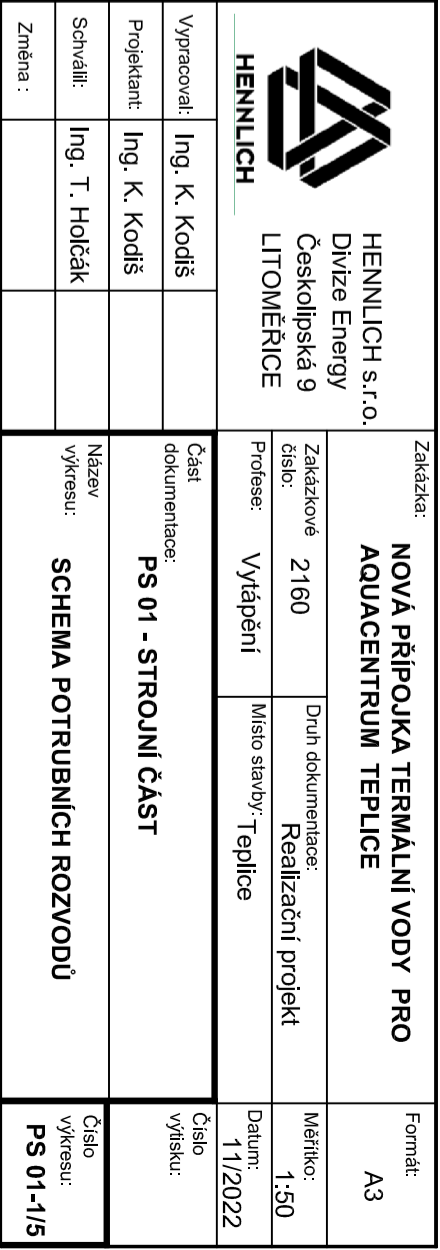 HENNLICH
HENNLICH s.r.o.
Divize Energy
Českolipská 9
LITOMĚŘICE
Zakázka:
NOVÁ PŘÍPOJKA TERMÁLNÍ VODY PRO
AQUACENTRUM TEPLICE
Formát:
A3
Zakázkové
číslo:
2160
Druh dokumentace:
Realizační projekt
Měřítko:
1:50
Profese:
Vytápění
Místo stavby:
Teplice
Datum:
11/2022
Vypracoval:
Ing. K. Kodiš
Projektant:
Ing. K. Kodiš
Schválil:
Ing. T. Holčák
Změna :
Část
dokumentace:
PS 01 - STROJNÍ ČÁST
Číslo
výtisku:
Název
výkresu:
SCHEMA POTRUBNÍCH ROZVODŮ
Číslo
výkresu:
PS 01-1/5